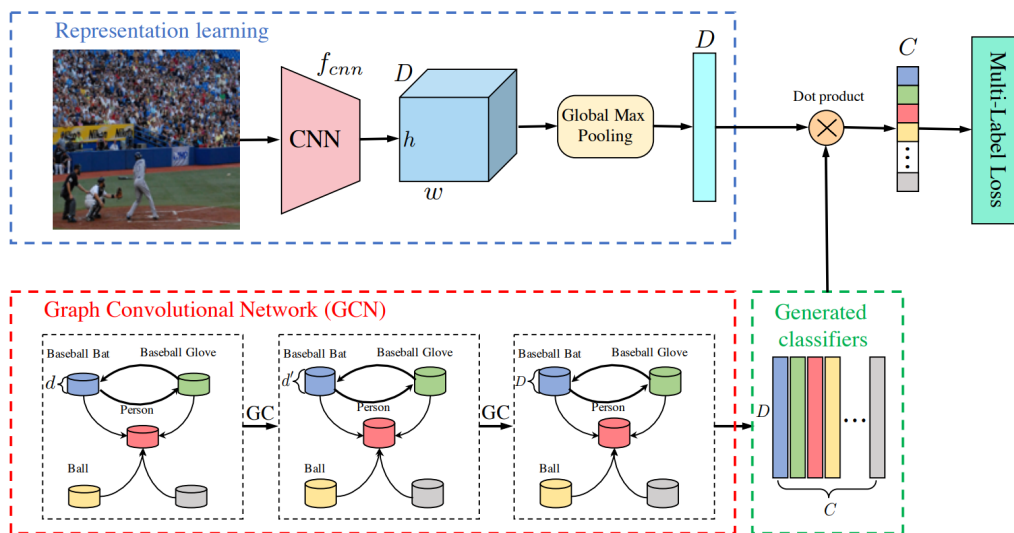 Representation learning
f_cnn
CNN
D
h
w
Global Max
Pooling
D
Dot product
C
Multi-Label Loss
Graph Convolutional Network (GCN)
Baseball Bat
Baseball Glove
d
Person
Ball
GC
Baseball Bat
Baseball Glove
d′
Person
Ball
GC
Baseball Bat
Baseball Glove
D
Person
Ball
Generated
classifiers
D
...
C